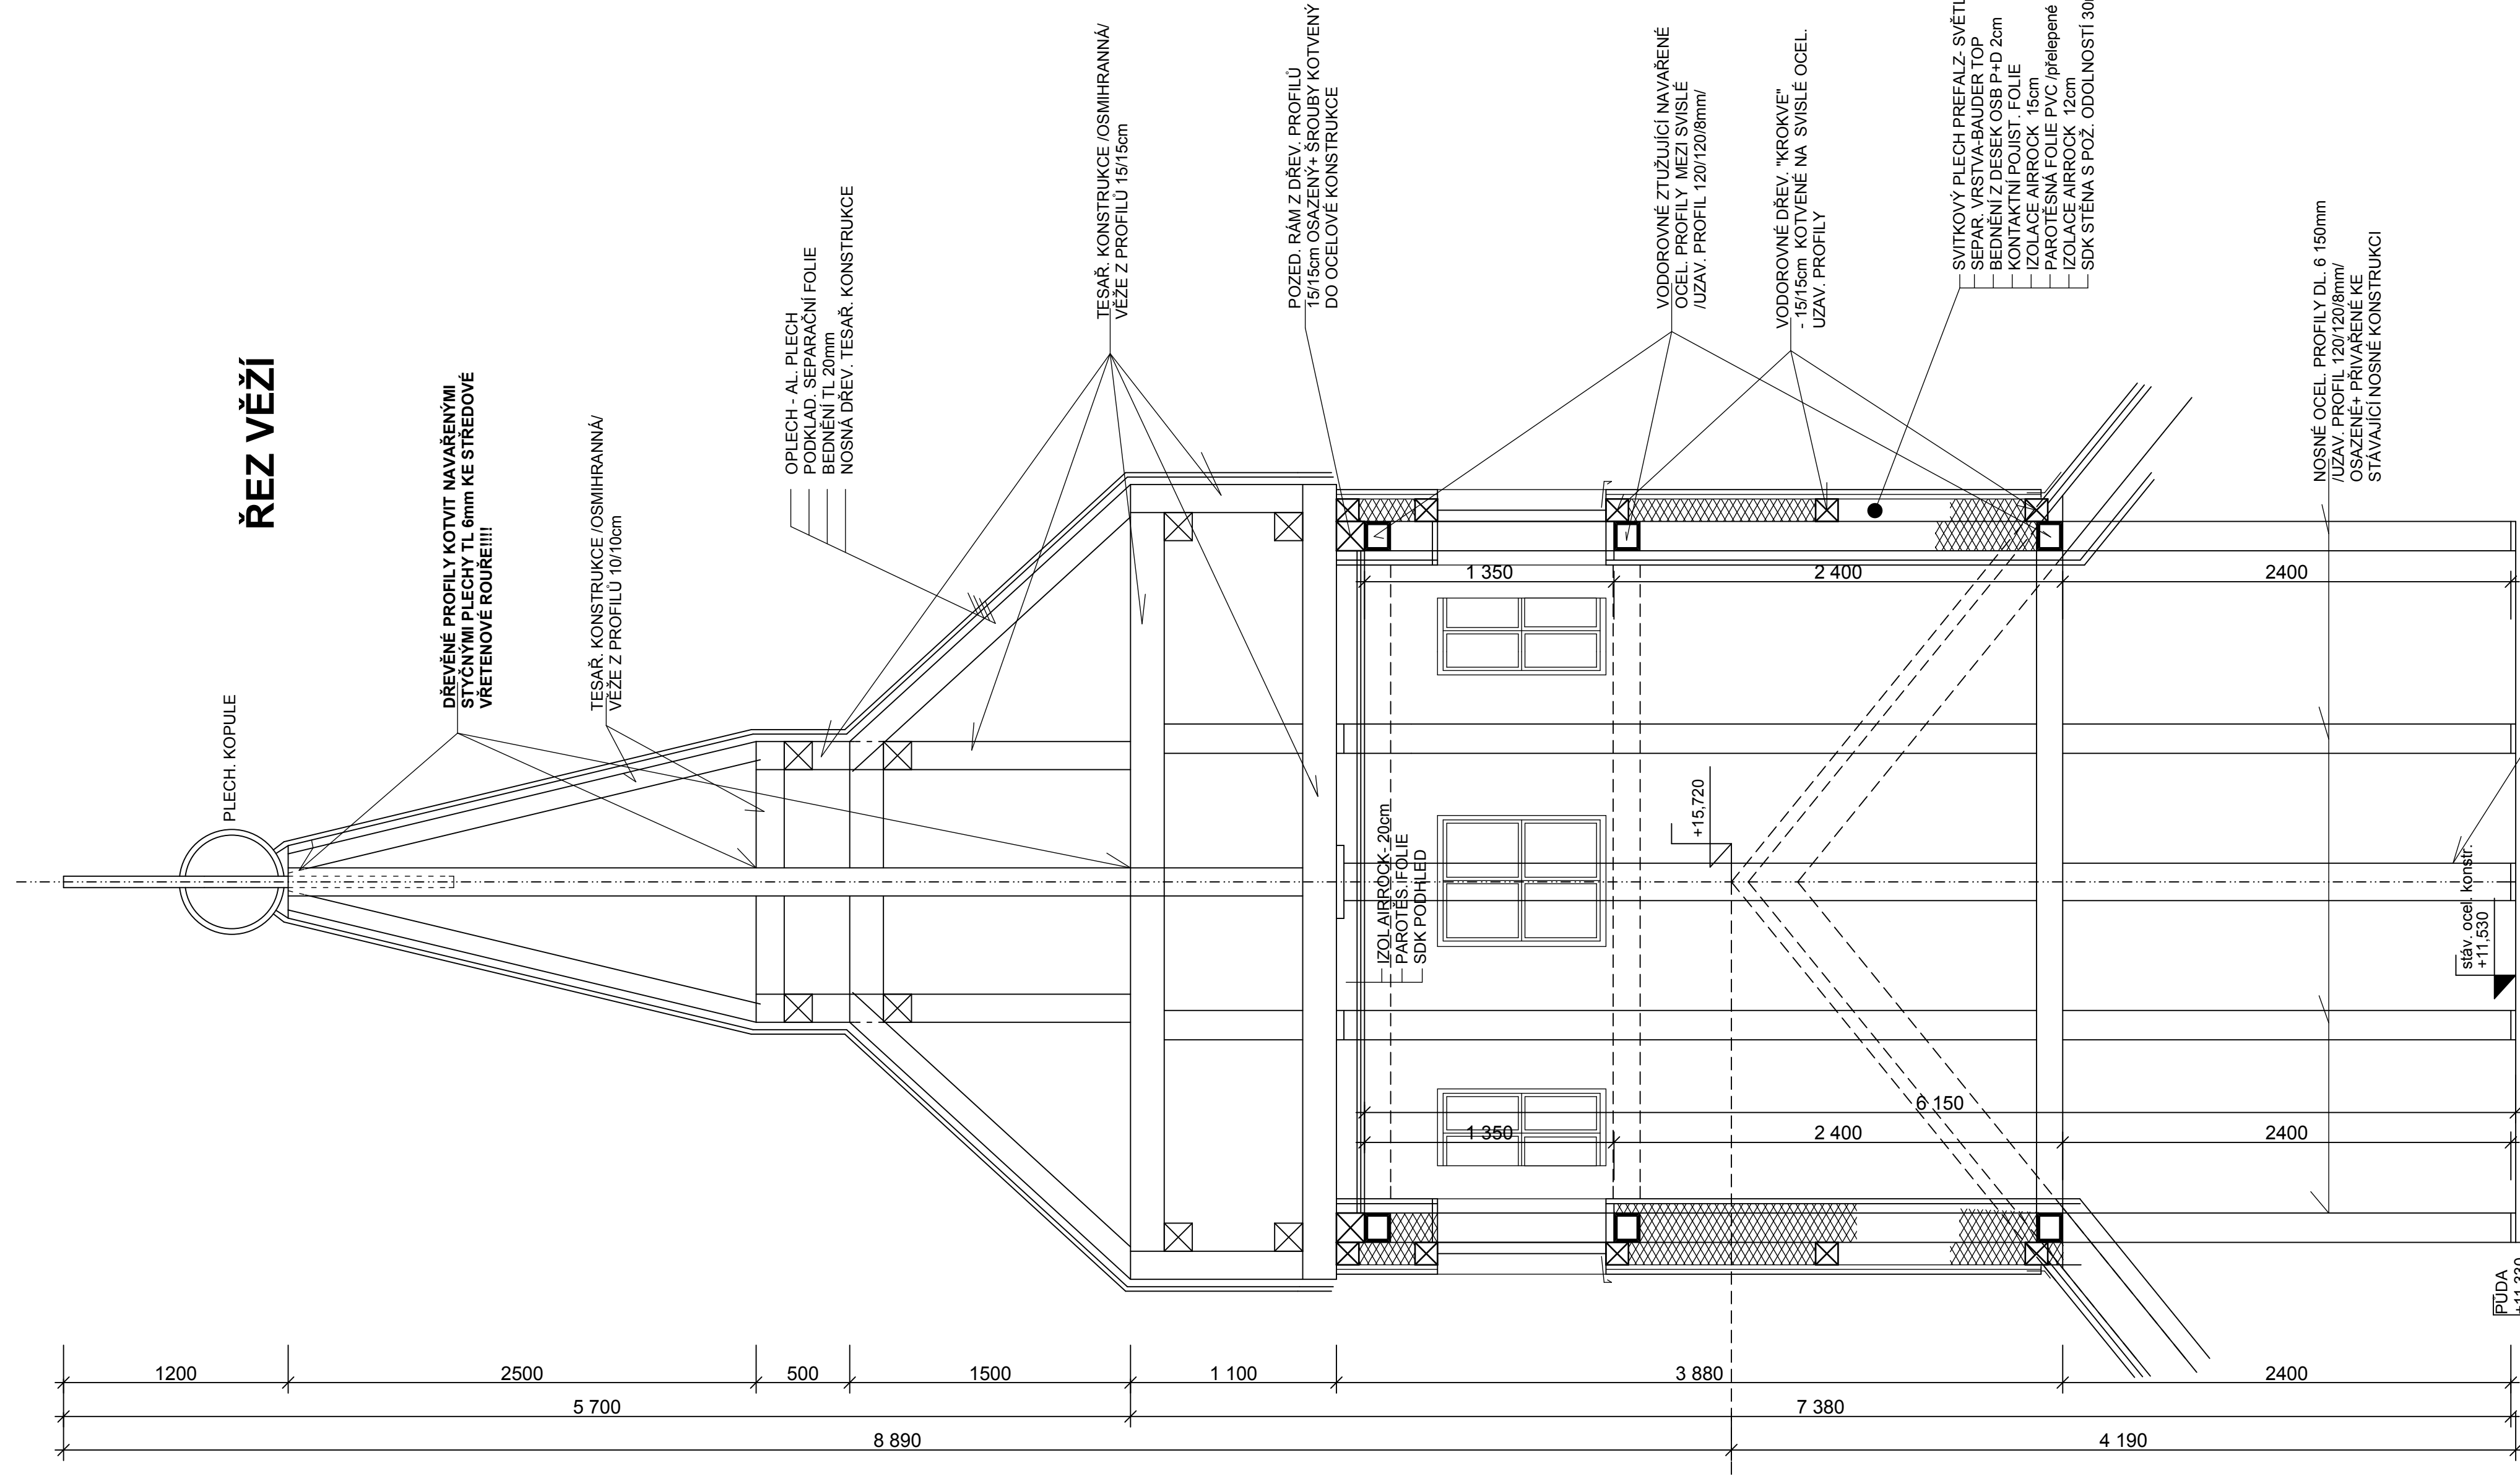 ŘEZ VĚŽÍ
PLECH. KOPULE
DŘEVĚNÉ PROFILY KOTVIT NAVAŘENÝMI
STYČNÝMI PLECHY TL 6mm KE STŘEDOVÉ
VŘETENOVÉ ROUŘE!!!!
TESAŘ. KONSTRUKCE /OSMIHRANNÁ/
VĚŽE Z PROFILŮ 10/10cm
OPLECH - AL. PLECH
PODKLAD. SEPARAČNÍ FOLIE
BEDNĚNÍ TL 20mm
NOSNÁ DŘEV. TESAŘ. KONSTRUKCE
TESAŘ. KONSTRUKCE /OSMIHRANNÁ/
VĚŽE Z PROFILŮ 15/15cm
POZED. RÁM Z DŘEV. PROFILŮ
15/15cm OSAZENÝ+ ŠROUBY KOTVENÝ
DO OCELOVÉ KONSTRUKCE
VODOROVNÉ ZTUŽUJÍCÍ NAVAŘENÉ
OCEL. PROFILY MEZI SVISLÉ
/UZAV. PROFIL 120/120/8mm/
VODOROVNÉ DŘEV. "KROKVE"
- 15/15cm KOTVENÉ NA SVISLÉ OCEL.
UZAV. PROFILY
SVITKOVÝ PLECH PREFALZ- SVĚTL
SEPAR. VRSTVA-BAUDER TOP
BEDNĚNÍ Z DESEK OSB P+D 2cm
KONTAKTNÍ POJIST. FOLIE
IZOLACE AIRROCK 15cm
PAROTĚSNÁ FOLIE PVC /přelepené
IZOLACE AIRROCK 12cm
SDK STĚNA S POŽ. ODOLNOSTÍ 30
NOSNÉ OCEL. PROFILY DL. 6 150mm
/UZAV. PROFIL 120/120/8mm/
OSAZENÉ+ PŘIVAŘENÉ KE
STÁVAJÍCÍ NOSNÉ KONSTRUKCI
1 350
2 400
2400
+15,720
IZOL AIRROCK- 20cm
PAROTĚS. FOLIE
SDK PODHLED
stáv. ocel. konstr.
+11,530
6 150
1 350
2 400
2400
PŮDA
+11,330
1200
2500
500
1500
1 100
3 880
2400
5 700
7 380
8 890
4 190